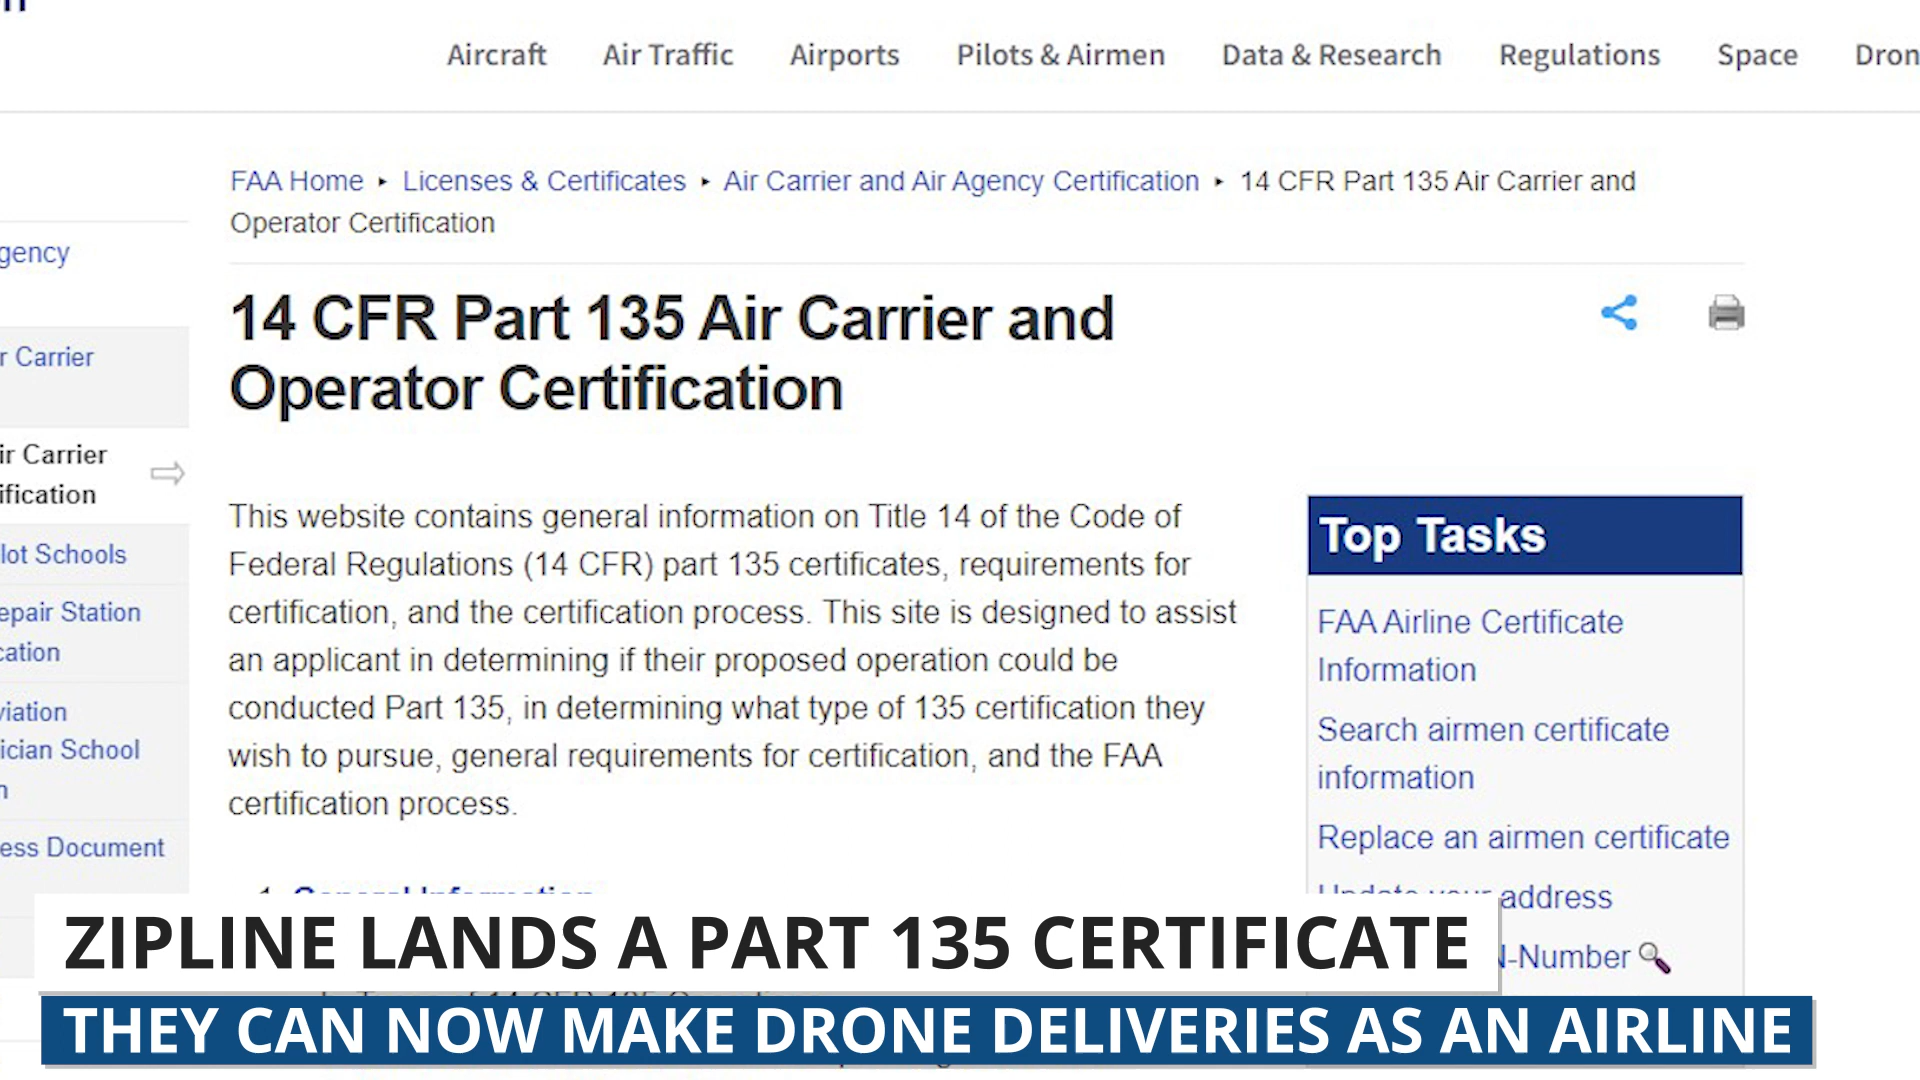 Aircraft Air Traffic Airports Pilots & Airmen Data & Research Regulations Space Dron
FAA Home ▸ Licenses & Certificates ▸ Air Carrier and Air Agency Certification ▸ 14 CFR Part 135 Air Carrier and
Operator Certification
gency
r Carrier
ir Carrier
ification
lot Schools
epair Station
cation
viation
ician School
n
ess Document
14 CFR Part 135 Air Carrier and
Operator Certification
This website contains general information on Title 14 of the Code of
Federal Regulations (14 CFR) part 135 certificates, requirements for
certification, and the certification process. This site is designed to assist
an applicant in determining if their proposed operation could be
conducted Part 135, in determining what type of 135 certification they
wish to pursue, general requirements for certification, and the FAA
certification process.
1. General Information
Top Tasks
FAA Airline Certificate
Information
Search airmen certificate
information
Replace an airmen certificate
Update your address
N-Number
ZIPLINE LANDS A PART 135 CERTIFICATE
THEY CAN NOW MAKE DRONE DELIVERIES AS AN AIRLINE